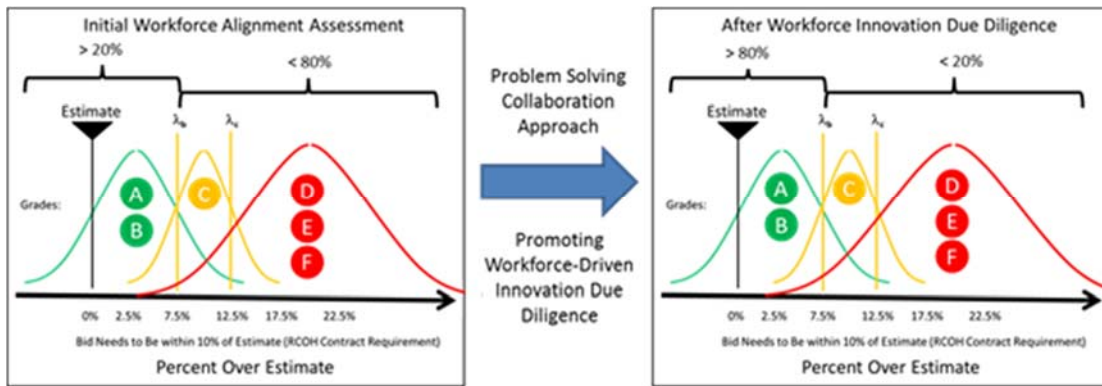 Initial Workforce Alignment Assessment
> 20%
< 80%
Estimate
λb
λc
Grades:
A
B
C
D
E
F
0% 2.5% 7.5% 12.5% 17.5% 22.5%
Bid Needs to Be within 10% of Estimate (RCOH Contract Requirement)
Percent Over Estimate
Problem Solving
Collaboration
Approach
Promoting
Workforce-Driven
Innovation Due
Diligence
After Workforce Innovation Due Diligence
> 80%
< 20%
Estimate
λb
λc
Grades:
A
B
C
D
E
F
0% 2.5% 7.5% 12.5% 17.5% 22.5%
Bid Needs to Be within 10% of Estimate (RCOH Contract Requirement)
Percent Over Estimate